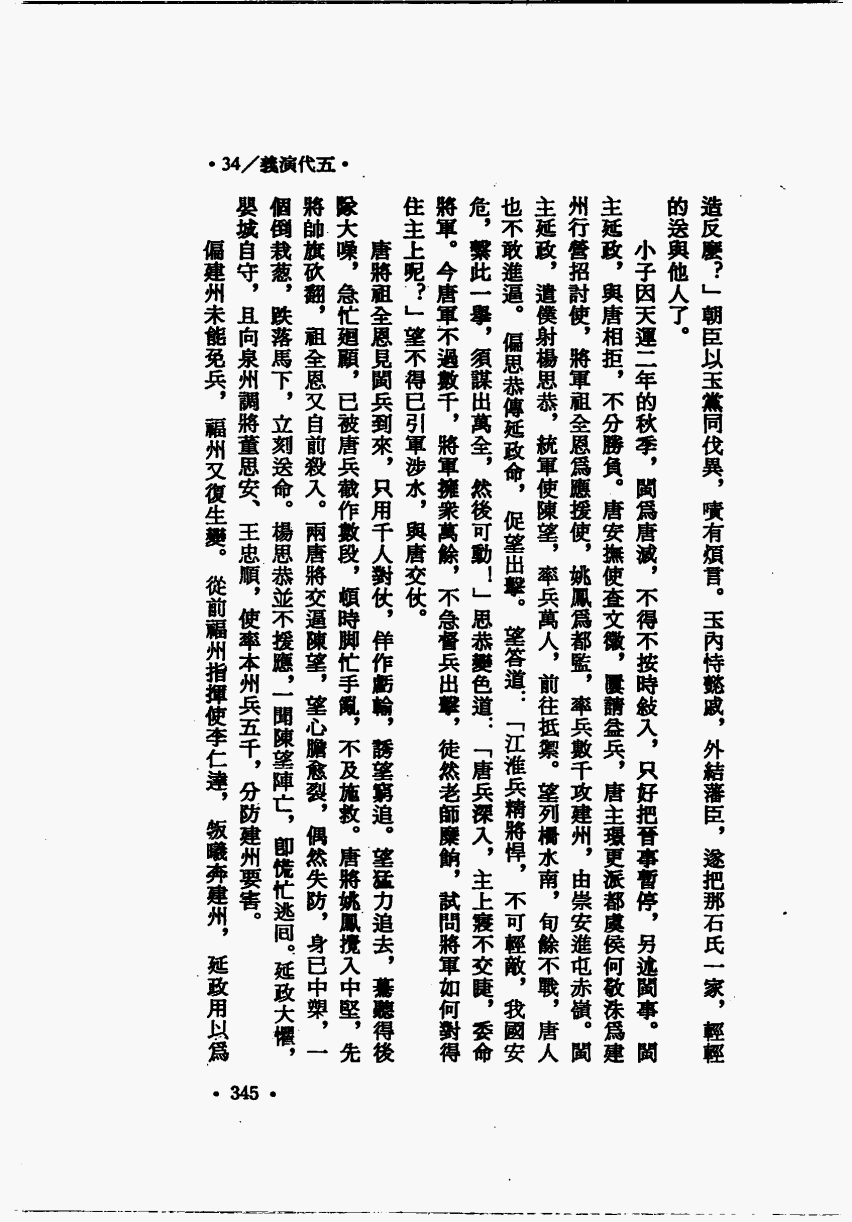 •34／義演代五•
造反麼？」朝臣以玉黨同伐異，嘖有煩言。玉內恃懿戚，外結藩臣，遂把那石氏一家，輕輕
的送與他人了。
小子因天運二年的秋季，閩爲唐滅，不得不按時敍入，只好把晉事暫停，另述閩事。閩
主延政，與唐相拒，不分勝負。唐安撫使查文徽，屢請益兵，唐主璟更派都虞侯何敬洙爲建
州行營招討使，將軍祖全恩爲應援使，姚鳳爲都監，率兵數千攻建州，由崇安進屯赤嶺。閩
主延政，遣僕射楊思恭，統軍使陳望，率兵萬人，前往抵禦。望列柵水南，旬餘不戰，唐人
也不敢進逼。偏思恭傳延政命，促望出擊。望答道：「江淮兵精將悍，不可輕敵，我國安
危，繫此一擧，須謀出萬全，然後可動！」思恭變色道：「唐兵深入，主上寢不交睫，委命
將軍。今唐軍不過數千，將軍擁衆萬餘，不急督兵出擊，徒然老師糜餉，試問將軍如何對得
住主上呢？」望不得已引軍涉水，與唐交仗。
唐將祖全恩見閩兵到來，只用千人對仗，佯作虧輸，誘望窮追。望猛力追去，驀聽得後
隊大噪，急忙廻顧，已被唐兵截作數段，頓時脚忙手亂，不及施救。唐將姚鳳攪入中堅，先
將帥旗砍翻，祖全恩又自前殺入。兩唐將交逼陳望，望心膽愈裂，偶然失防，身已中槊，一
個倒栽葱，跌落馬下，立刻送命。楊思恭並不援應，一聞陳望陣亡，卽慌忙逃回。延政大懼，
嬰城自守，且向泉州調將董思安、王忠順，使率本州兵五千，分防建州要害。
偏建州未能免兵，福州又復生變。從前福州指揮使李仁達，叛曦奔建州，延政用以爲
•345•